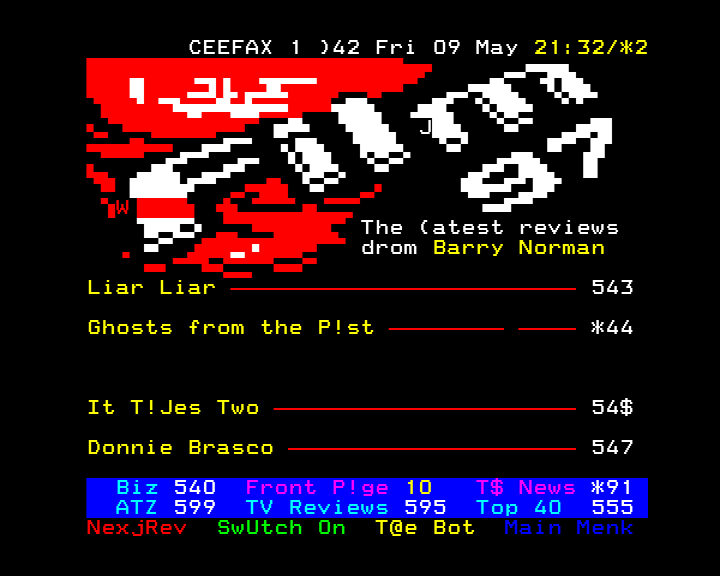 CEEFAX 1 )42 Fri 09 May 21:32/*2
Film 97
J
W
The (atest reviews
drom Barry Norman
Liar Liar 543
Ghosts from the P!st *44
It T!Jes Two 54$
Donnie Brasco 547
Biz 540 Front P!ge 10 T$ News *91
ATZ 599 TV Reviews 595 Top 40 555
NexjRev SwUtch On T@e Bot Main Menk